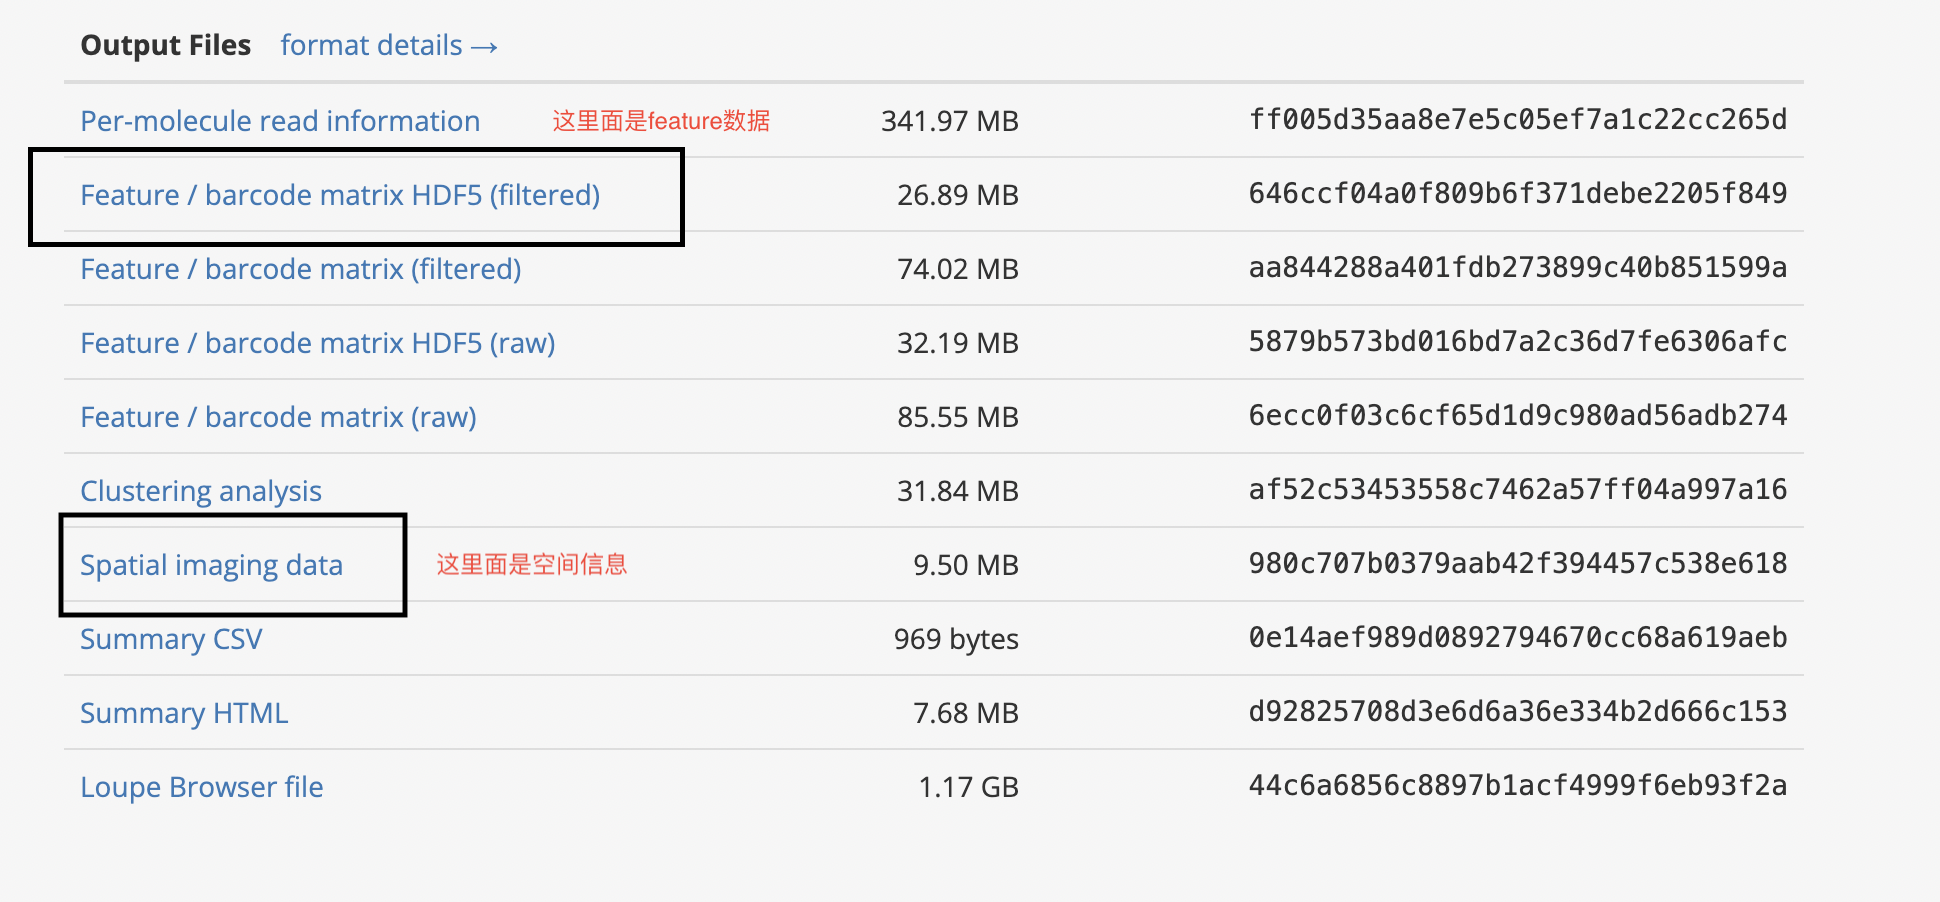 Output Files format details →
Per-molecule read information 这里面是feature数据 341.97 MB ff005d35aa8e7e5c05ef7a1c22cc265d
Feature / barcode matrix HDF5 (filtered) 26.89 MB 646ccf04a0f809b6f371debe2205f849
Feature / barcode matrix (filtered) 74.02 MB aa844288a401fdb273899c40b851599a
Feature / barcode matrix HDF5 (raw) 32.19 MB 5879b573bd016bd7a2c36d7fe6306afc
Feature / barcode matrix (raw) 85.55 MB 6ecc0f03c6cf65d1d9c980ad56adb274
Clustering analysis 31.84 MB af52c53453558c7462a57ff04a997a16
Spatial imaging data 这里面是空间信息 9.50 MB 980c707b0379aab42f394457c538e618
Summary CSV 969 bytes 0e14aef989d0892794670cc68a619aeb
Summary HTML 7.68 MB d92825708d3e6d6a36e334b2d666c153
Loupe Browser file 1.17 GB 44c6a6856c8897b1acf4999f6eb93f2a